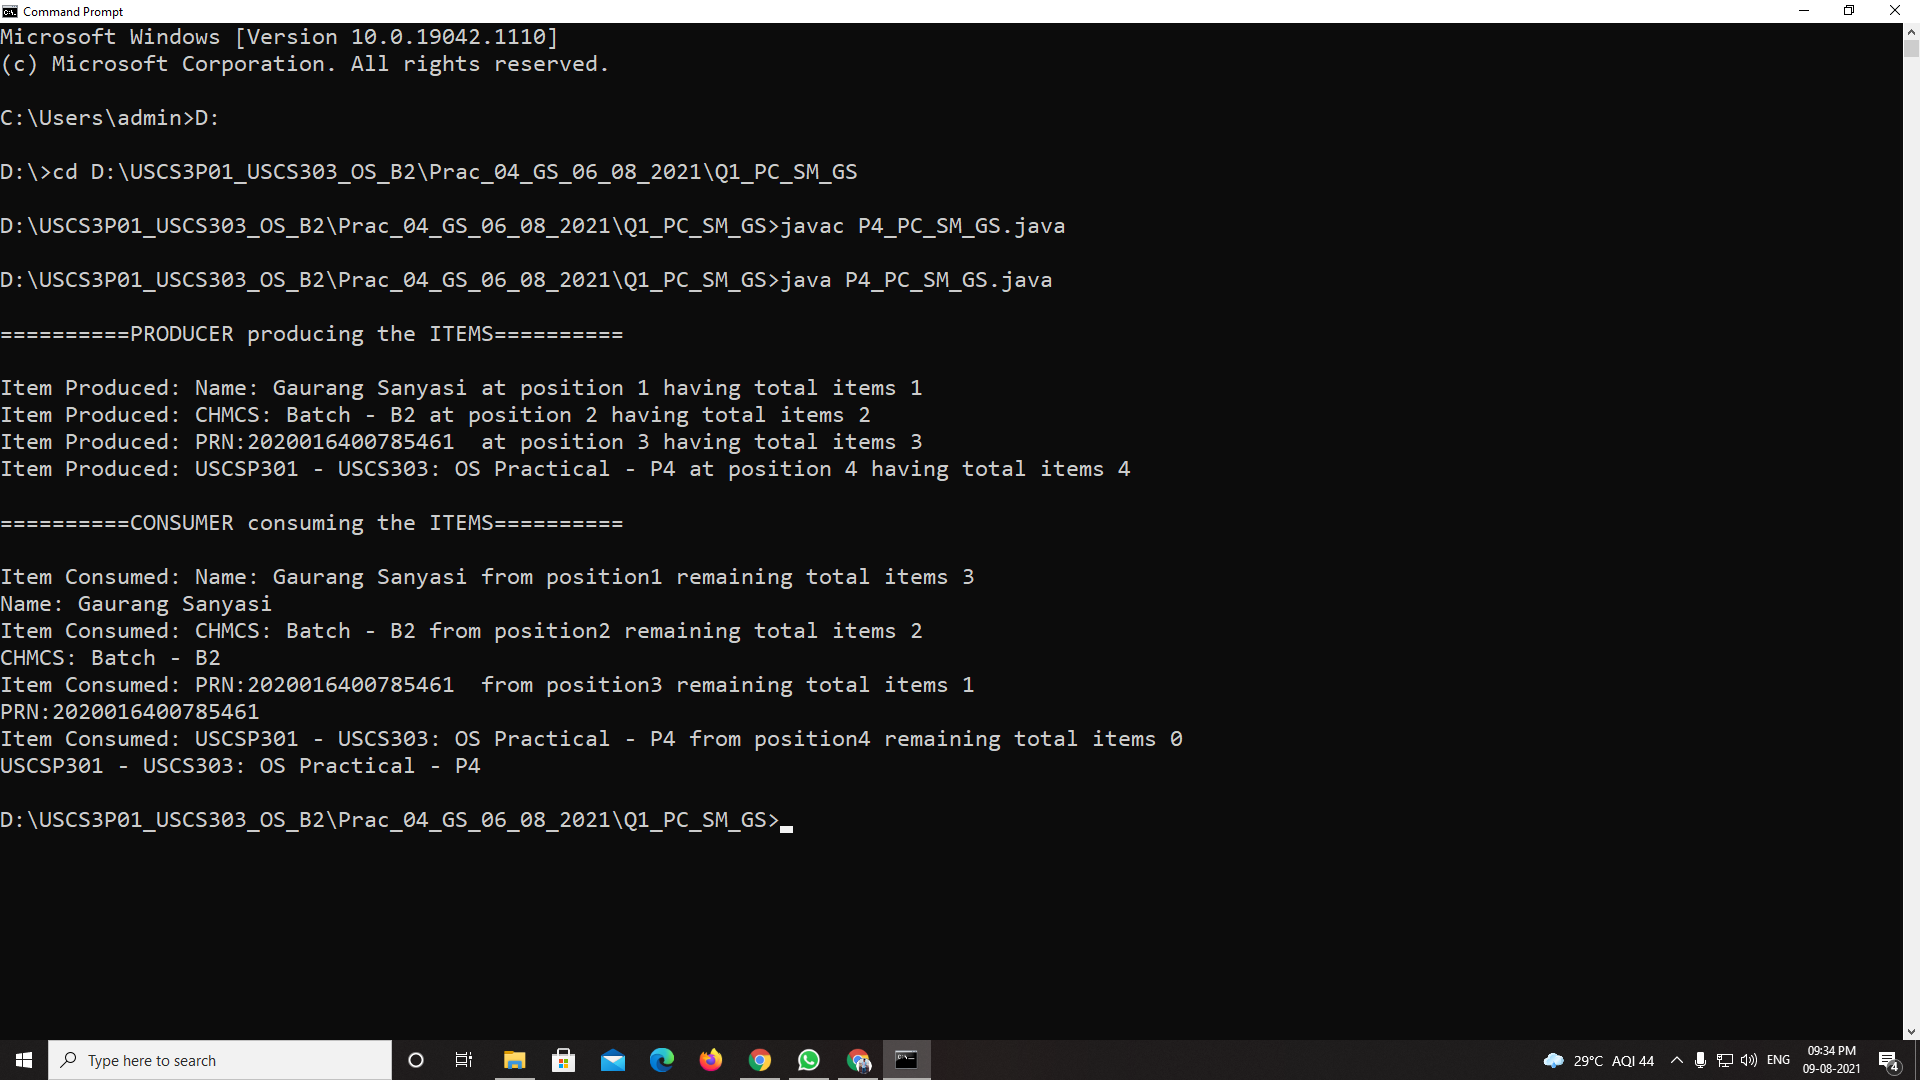 Command Prompt
Microsoft Windows [Version 10.0.19042.1110]
(c) Microsoft Corporation. All rights reserved.
C:\Users\admin>D:
D:\>cd D:\USCS3P01_USCS303_OS_B2\Prac_04_GS_06_08_2021\Q1_PC_SM_GS
D:\USCS3P01_USCS303_OS_B2\Prac_04_GS_06_08_2021\Q1_PC_SM_GS>javac P4_PC_SM_GS.java
D:\USCS3P01_USCS303_OS_B2\Prac_04_GS_06_08_2021\Q1_PC_SM_GS>java P4_PC_SM_GS.java
==========PRODUCER producing the ITEMS==========
Item Produced: Name: Gaurang Sanyasi at position 1 having total items 1
Item Produced: CHMCS: Batch - B2 at position 2 having total items 2
Item Produced: PRN:2020016400785461  at position 3 having total items 3
Item Produced: USCSP301 - USCS303: OS Practical - P4 at position 4 having total items 4
==========CONSUMER consuming the ITEMS==========
Item Consumed: Name: Gaurang Sanyasi from position1 remaining total items 3
Name: Gaurang Sanyasi
Item Consumed: CHMCS: Batch - B2 from position2 remaining total items 2
CHMCS: Batch - B2
Item Consumed: PRN:2020016400785461  from position3 remaining total items 1
PRN:2020016400785461
Item Consumed: USCSP301 - USCS303: OS Practical - P4 from position4 remaining total items 0
USCSP301 - USCS303: OS Practical - P4
D:\USCS3P01_USCS303_OS_B2\Prac_04_GS_06_08_2021\Q1_PC_SM_GS>
Type here to search
29°C AQI 44
ENG
09:34 PM
09-08-2021
4